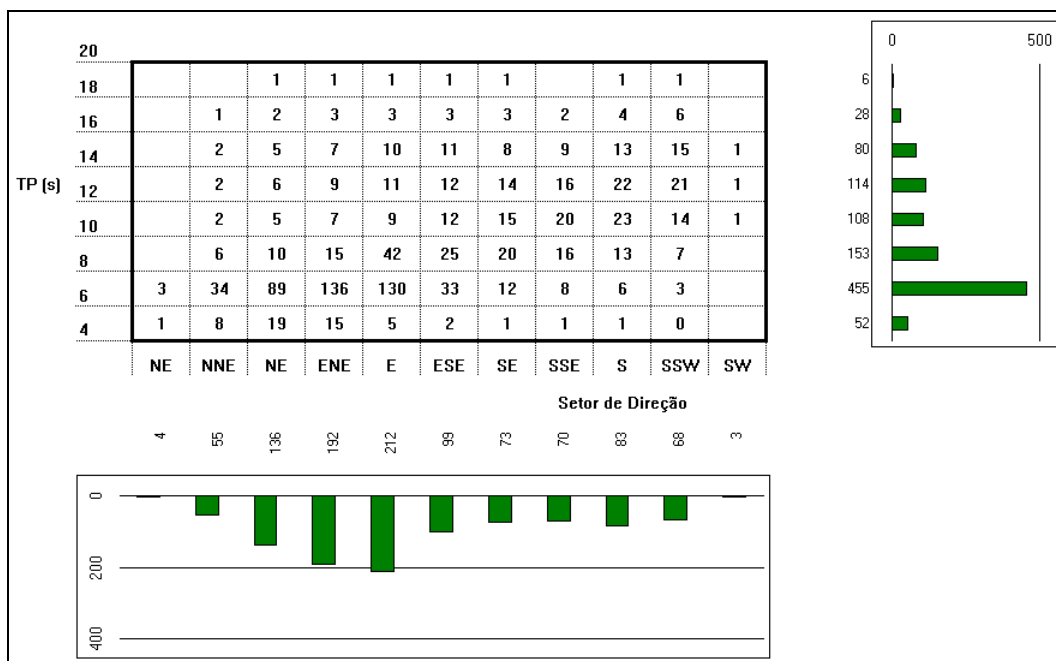 0 500
20
18 1 1 1 1 1 1 1 6
16 1 2 3 3 3 3 2 4 6 28
14 2 5 7 10 11 8 9 13 15 1 80
TP (s) 12 2 6 9 11 12 14 16 22 21 1 114
10 2 5 7 9 12 15 20 23 14 1 108
8 6 10 15 42 25 20 16 13 7 153
6 3 34 89 136 130 33 12 8 6 3 455
4 1 8 19 15 5 2 1 1 1 0 52
NE NNE NE ENE E ESE SE SSE S SSW SW
Setor de Direção
4 55 136 192 212 99 73 70 83 68 3
0
200
400